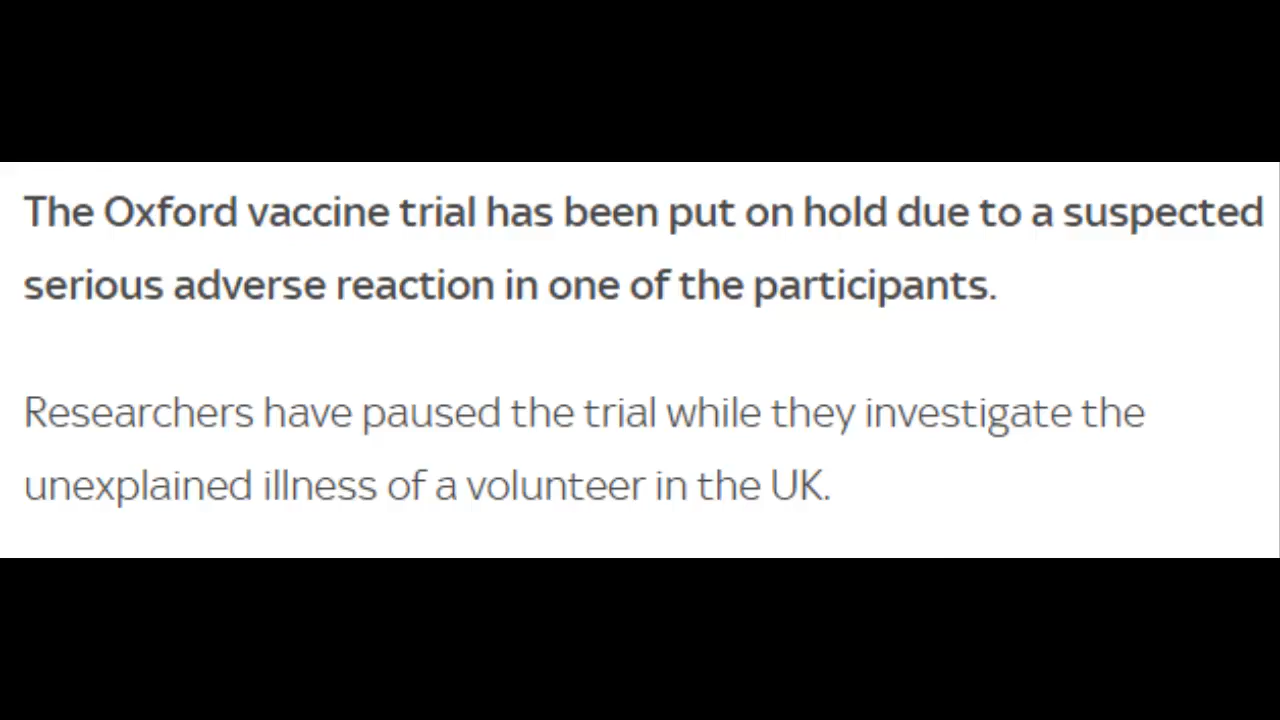 The Oxford vaccine trial has been put on hold due to a suspected
serious adverse reaction in one of the participants.
Researchers have paused the trial while they investigate the
unexplained illness of a volunteer in the UK.